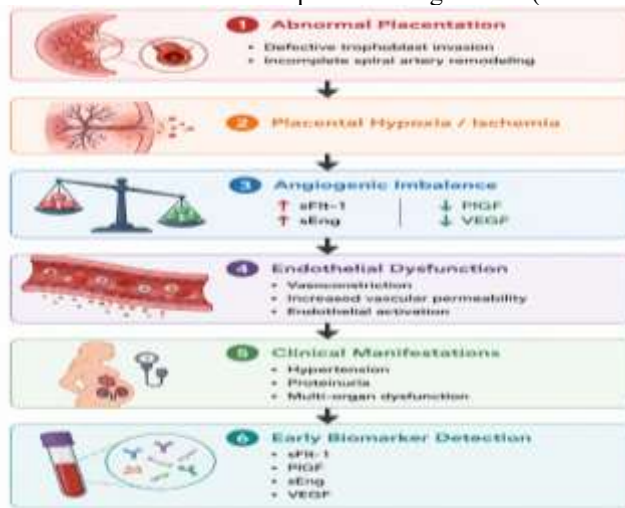 1 Abnormal Placentation
• Defective trophoblast invasion
• Incomplete spiral artery remodeling
2 Placental Hypoxia / Ischemia
3 Angiogenic Imbalance
↑ sFlt-1 ↓ PlGF
↑ sEng ↓ VEGF
4 Endothelial Dysfunction
• Vasoconstriction
• Increased vascular permeability
• Endothelial activation
5 Clinical Manifestations
• Hypertension
• Proteinuria
• Multi-organ dysfunction
6 Early Biomarker Detection
• sFlt-1
• PlGF
• sEng
• VEGF